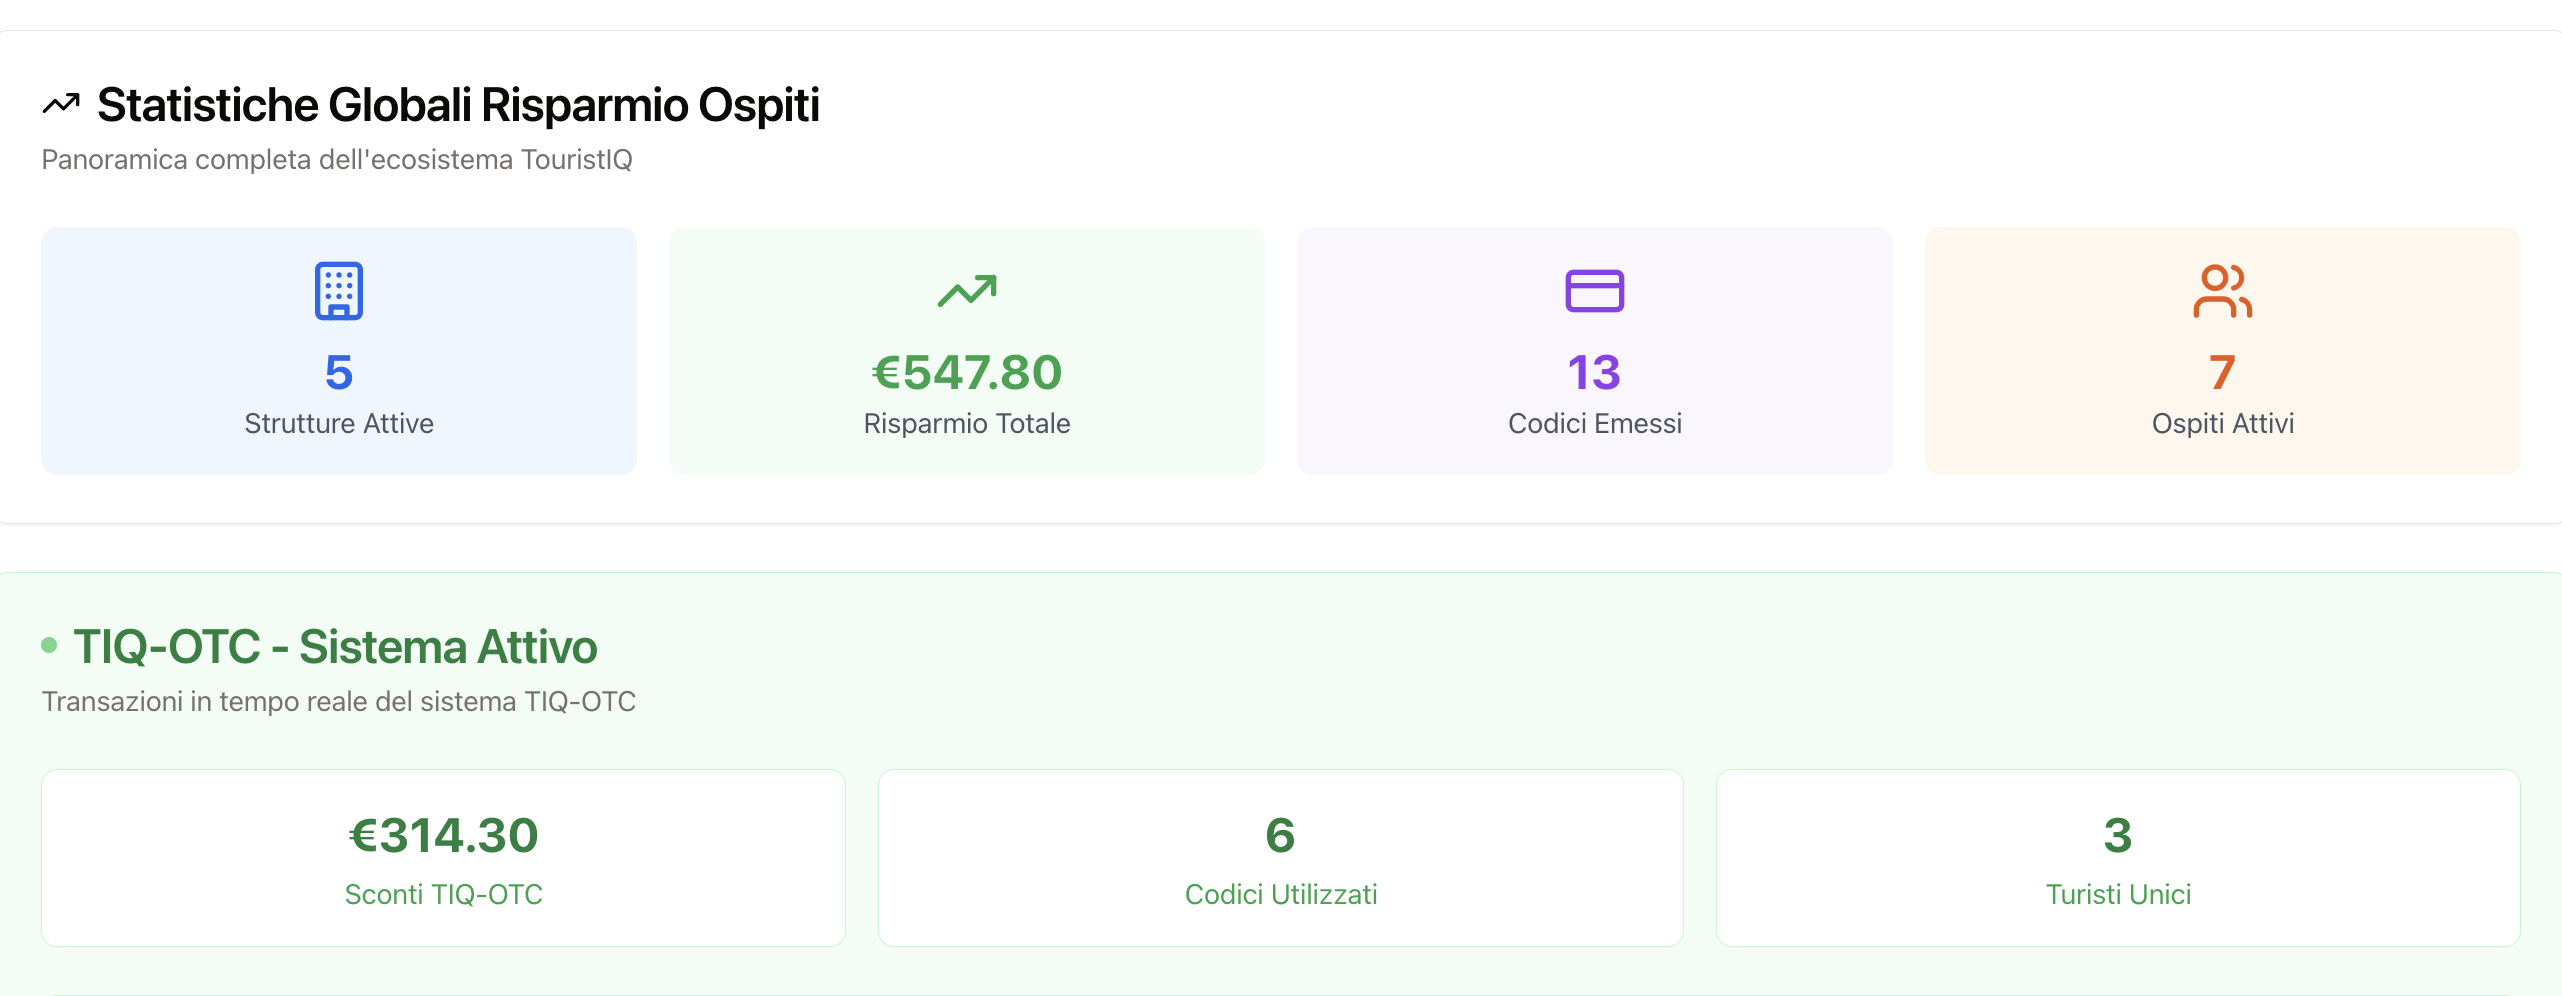 Statistiche Globali Risparmio Ospiti
Panoramica completa dell'ecosistema TouristIQ
5
Strutture Attive
€547.80
Risparmio Totale
13
Codici Emessi
7
Ospiti Attivi
TIQ-OTC - Sistema Attivo
Transazioni in tempo reale del sistema TIQ-OTC
€314.30
Sconti TIQ-OTC
6
Codici Utilizzati
3
Turisti Unici